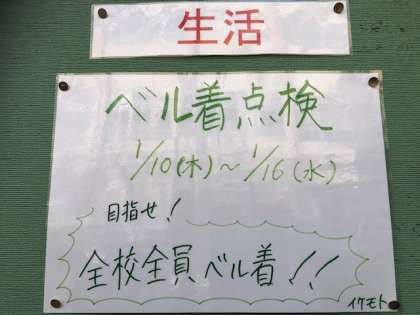 生活
ベル着点検
1/10(木)～1/16(水)
目指せ!
全校全員ベル着!!
イケモト